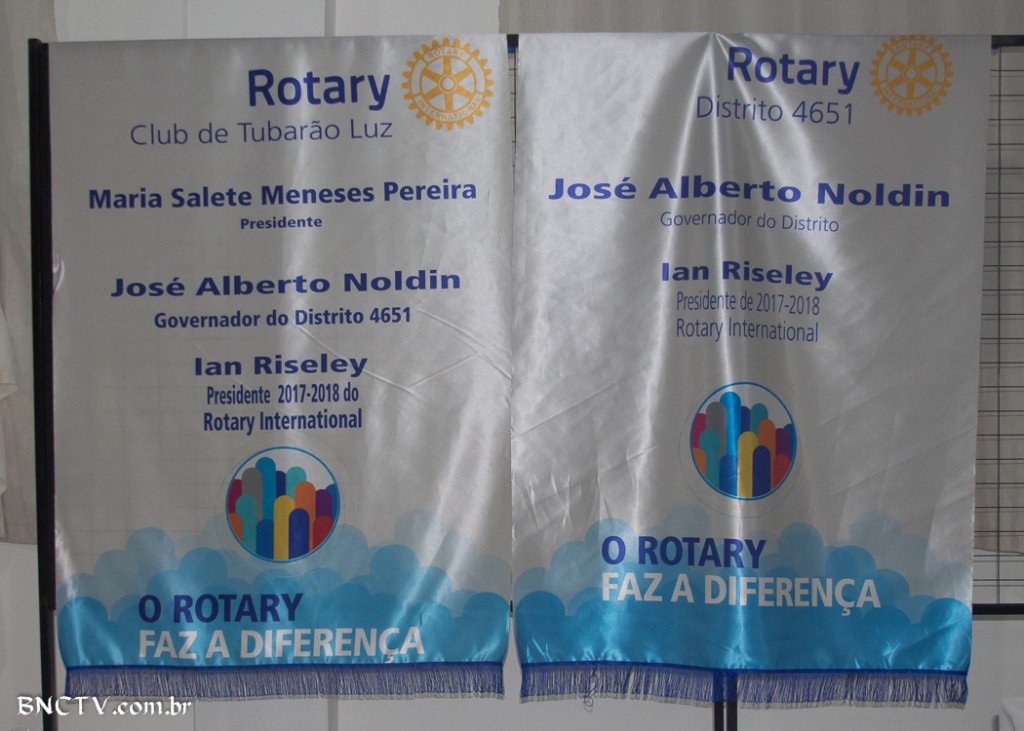 Rotary
ROTARY
INTERNATIONAL
Club de Tubarão Luz
Maria Salete Meneses Pereira
Presidente
José Alberto Noldin
Governador do Distrito 4651
Ian Riseley
Presidente 2017-2018 do
Rotary International
O ROTARY
FAZ A DIFERENÇA
Rotary
Distrito 4651
José Alberto Noldin
Governador do Distrito
Ian Riseley
Presidente de 2017-2018
Rotary International
O ROTARY
FAZ A DIFERENÇA
BNCTV.com.br